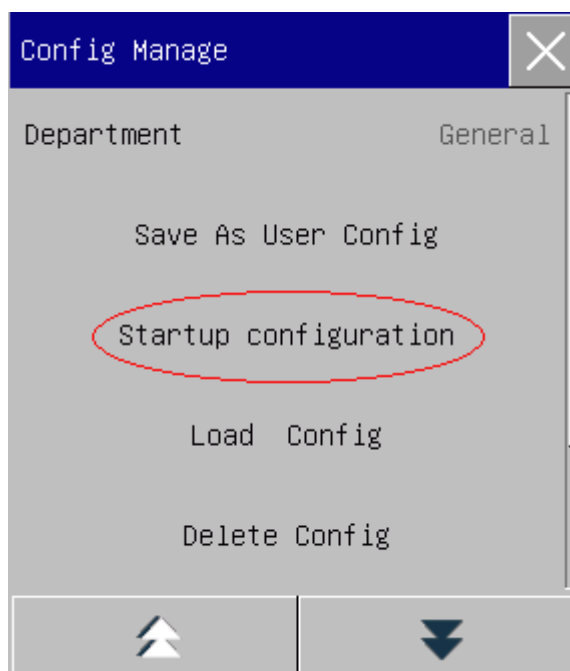 Config Manage
Department General
Save As User Config
Startup configuration
Load Config
Delete Config